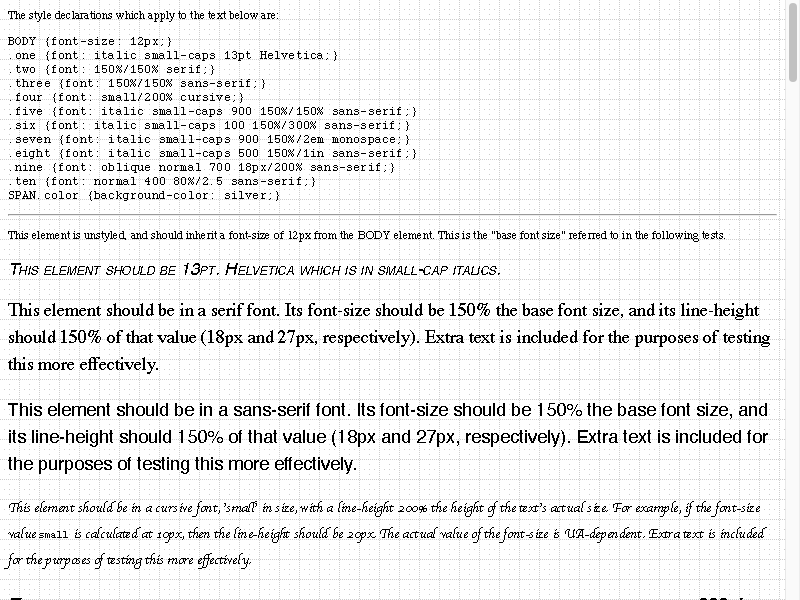 The style declarations which apply to the text below are:
BODY {font-size: 12px;}
.one {font: italic small-caps 13pt Helvetica;}
.two {font: 150%/150% serif;}
.three {font: 150%/150% sans-serif;}
.four {font: small/200% cursive;}
.five {font: italic small-caps 900 150%/150% sans-serif;}
.six {font: italic small-caps 100 150%/300% sans-serif;}
.seven {font: italic small-caps 900 150%/2em monospace;}
.eight {font: italic small-caps 500 150%/1in sans-serif;}
.nine {font: oblique normal 700 18px/200% sans-serif;}
.ten {font: normal 400 80%/2.5 sans-serif;}
SPAN.color {background-color: silver;}
This element is unstyled, and should inherit a font-size of 12px from the BODY element. This is the "base font size" referred to in the following tests.
This element should be 13pt. Helvetica which is in small-cap italics.
This element should be in a serif font. Its font-size should be 150% the base font size, and its line-height
should 150% of that value (18px and 27px, respectively). Extra text is included for the purposes of testing
this more effectively.
This element should be in a sans-serif font. Its font-size should be 150% the base font size, and
its line-height should 150% of that value (18px and 27px, respectively). Extra text is included for
the purposes of testing this more effectively.
This element should be in a cursive font, 'small' in size, with a line-height 200% the height of the text's actual size. For example, if the font-size
value small is calculated at 10px, then the line-height should be 20px. The actual value of the font-size is UA-dependent. Extra text is included
for the purposes of testing this more effectively.